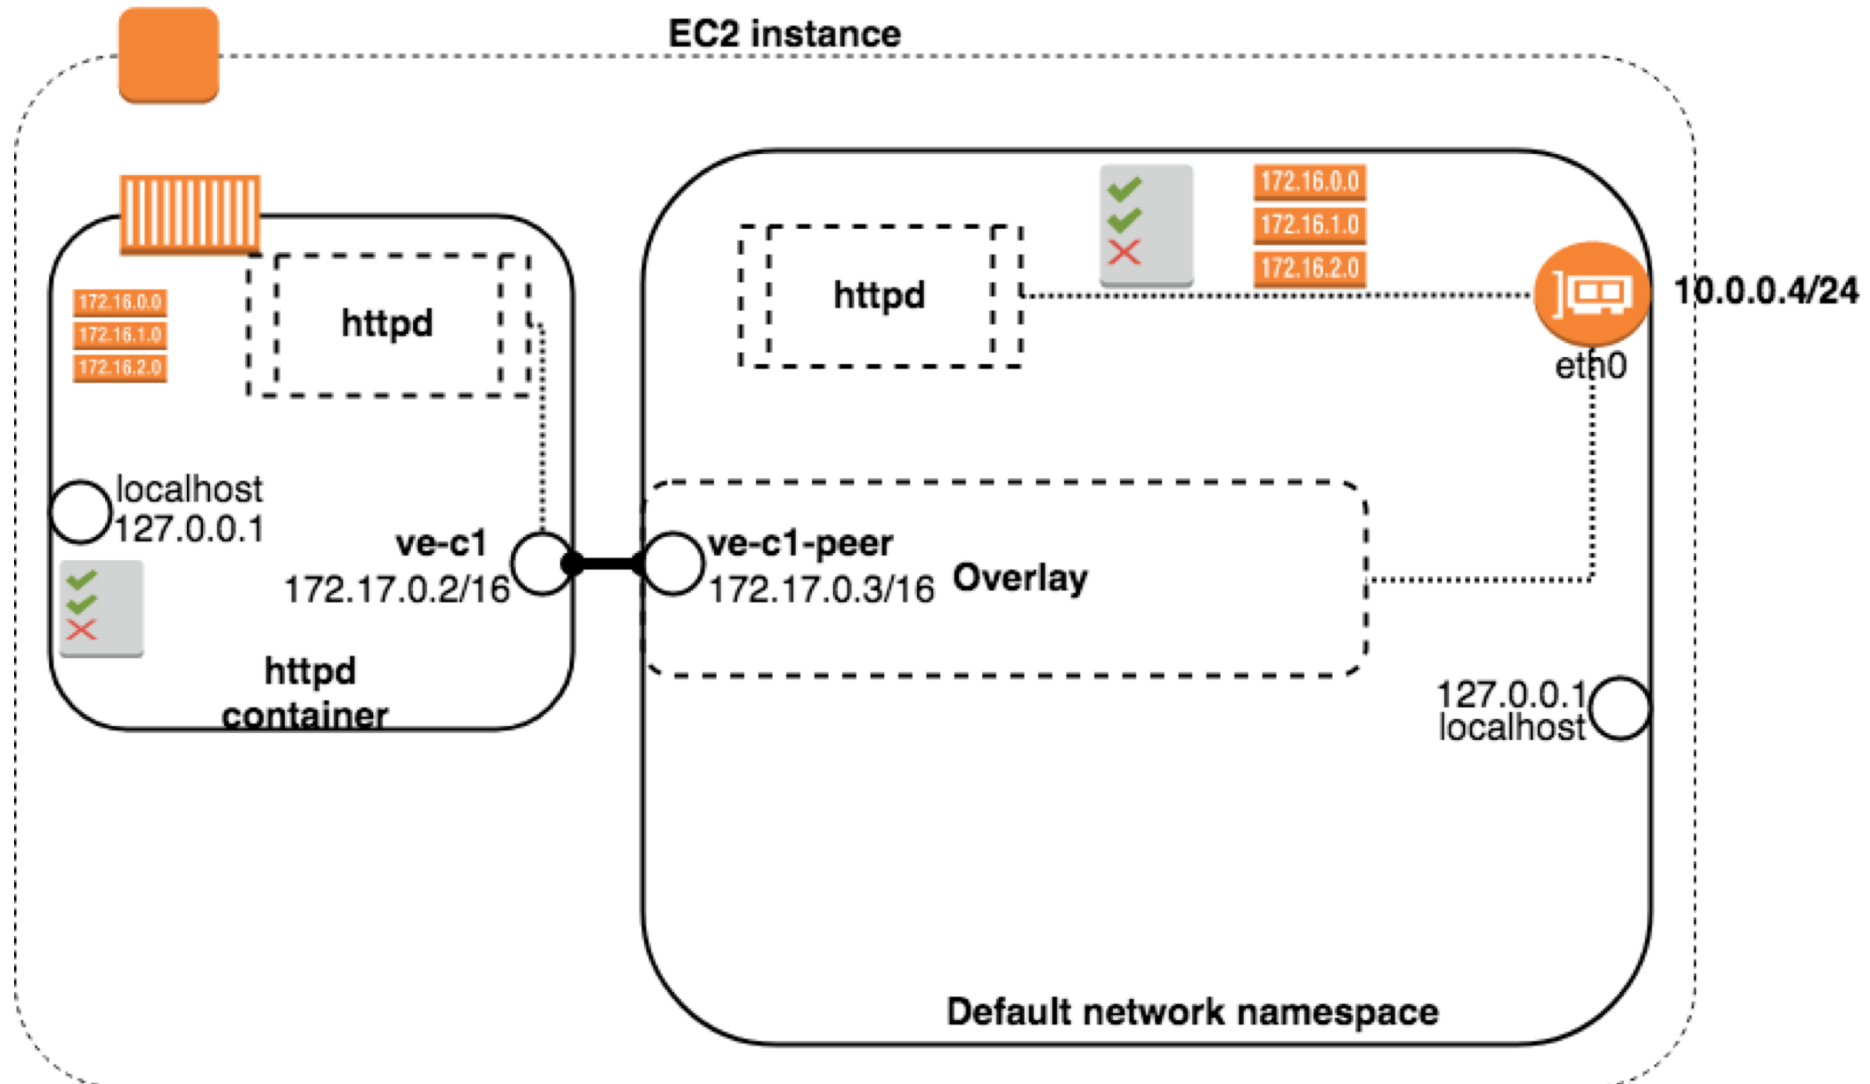 EC2 instance
172.16.0.0
172.16.1.0
172.16.2.0
httpd
localhost
127.0.0.1
ve-c1
172.17.0.2/16
httpd
container
httpd
172.16.0.0
172.16.1.0
172.16.2.0
10.0.0.4/24
eth0
ve-c1-peer
172.17.0.3/16
Overlay
127.0.0.1
localhost
Default network namespace